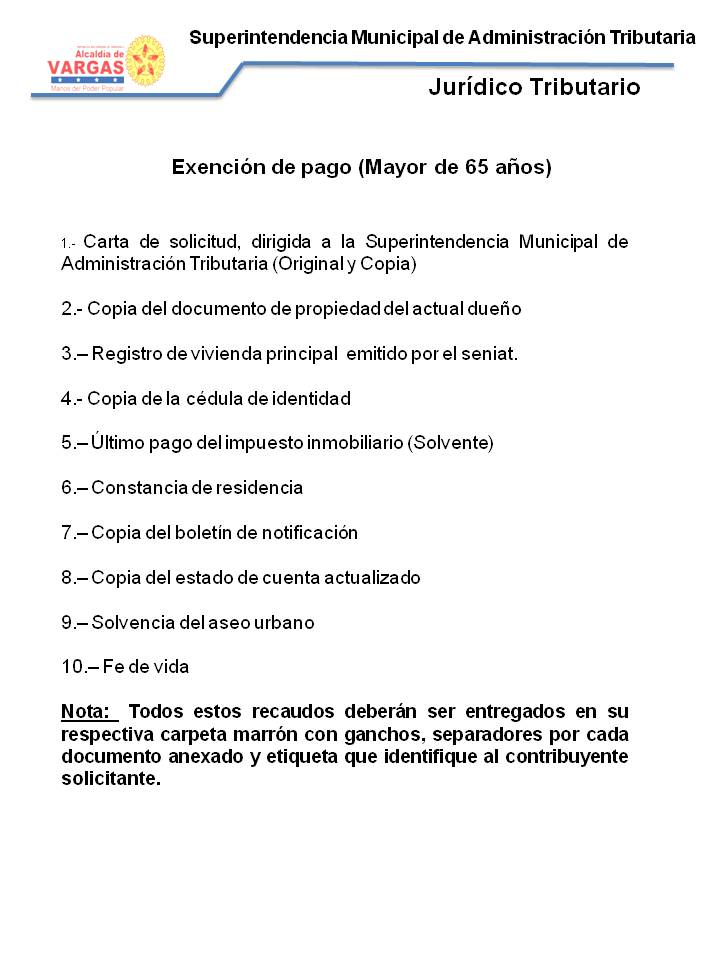 Superintendencia Municipal de Administración Tributaria
Alcaldía de
VARGAS
Manos del Poder Popular
Jurídico Tributario
Exención de pago (Mayor de 65 años)
1.- Carta de solicitud, dirigida a la Superintendencia Municipal de
Administración Tributaria (Original y Copia)
2.- Copia del documento de propiedad del actual dueño
3.– Registro de vivienda principal emitido por el seniat.
4.- Copia de la cédula de identidad
5.– Último pago del impuesto inmobiliario (Solvente)
6.– Constancia de residencia
7.– Copia del boletín de notificación
8.– Copia del estado de cuenta actualizado
9.– Solvencia del aseo urbano
10.– Fe de vida
Nota: Todos estos recaudos deberán ser entregados en su
respectiva carpeta marrón con ganchos, separadores por cada
documento anexado y etiqueta que identifique al contribuyente
solicitante.